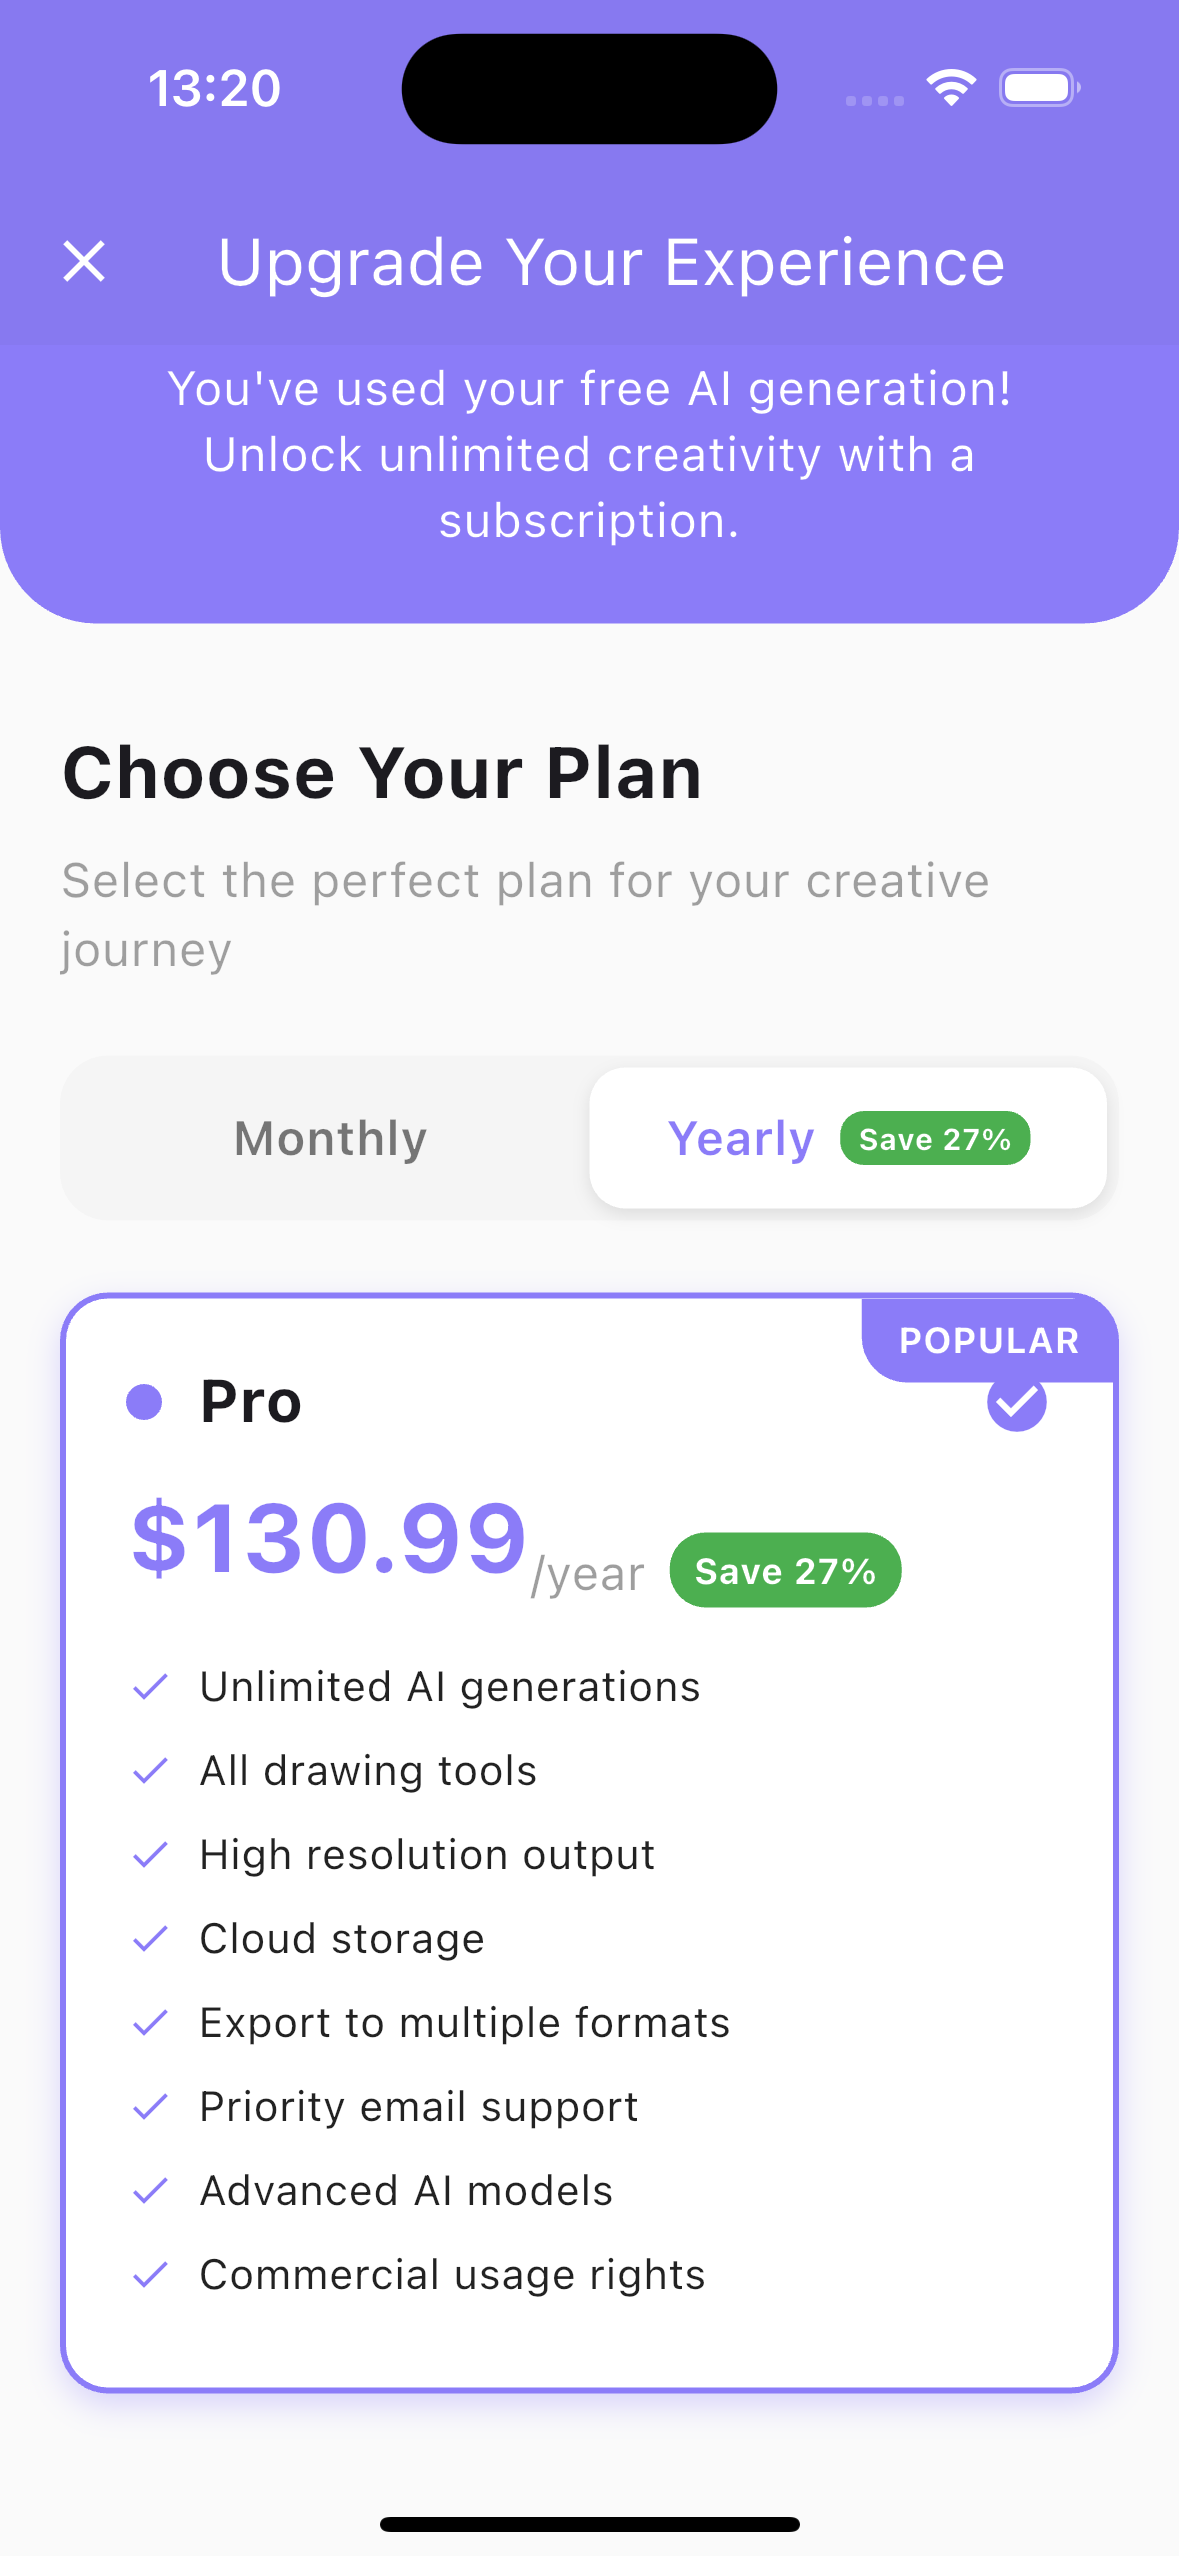 13:20
Upgrade Your Experience
You've used your free AI generation!
Unlock unlimited creativity with a
subscription.
Choose Your Plan
Select the perfect plan for your creative
journey
Monthly
Yearly Save 27%
POPULAR
Pro
$130.99/year Save 27%
Unlimited AI generations
All drawing tools
High resolution output
Cloud storage
Export to multiple formats
Priority email support
Advanced AI models
Commercial usage rights